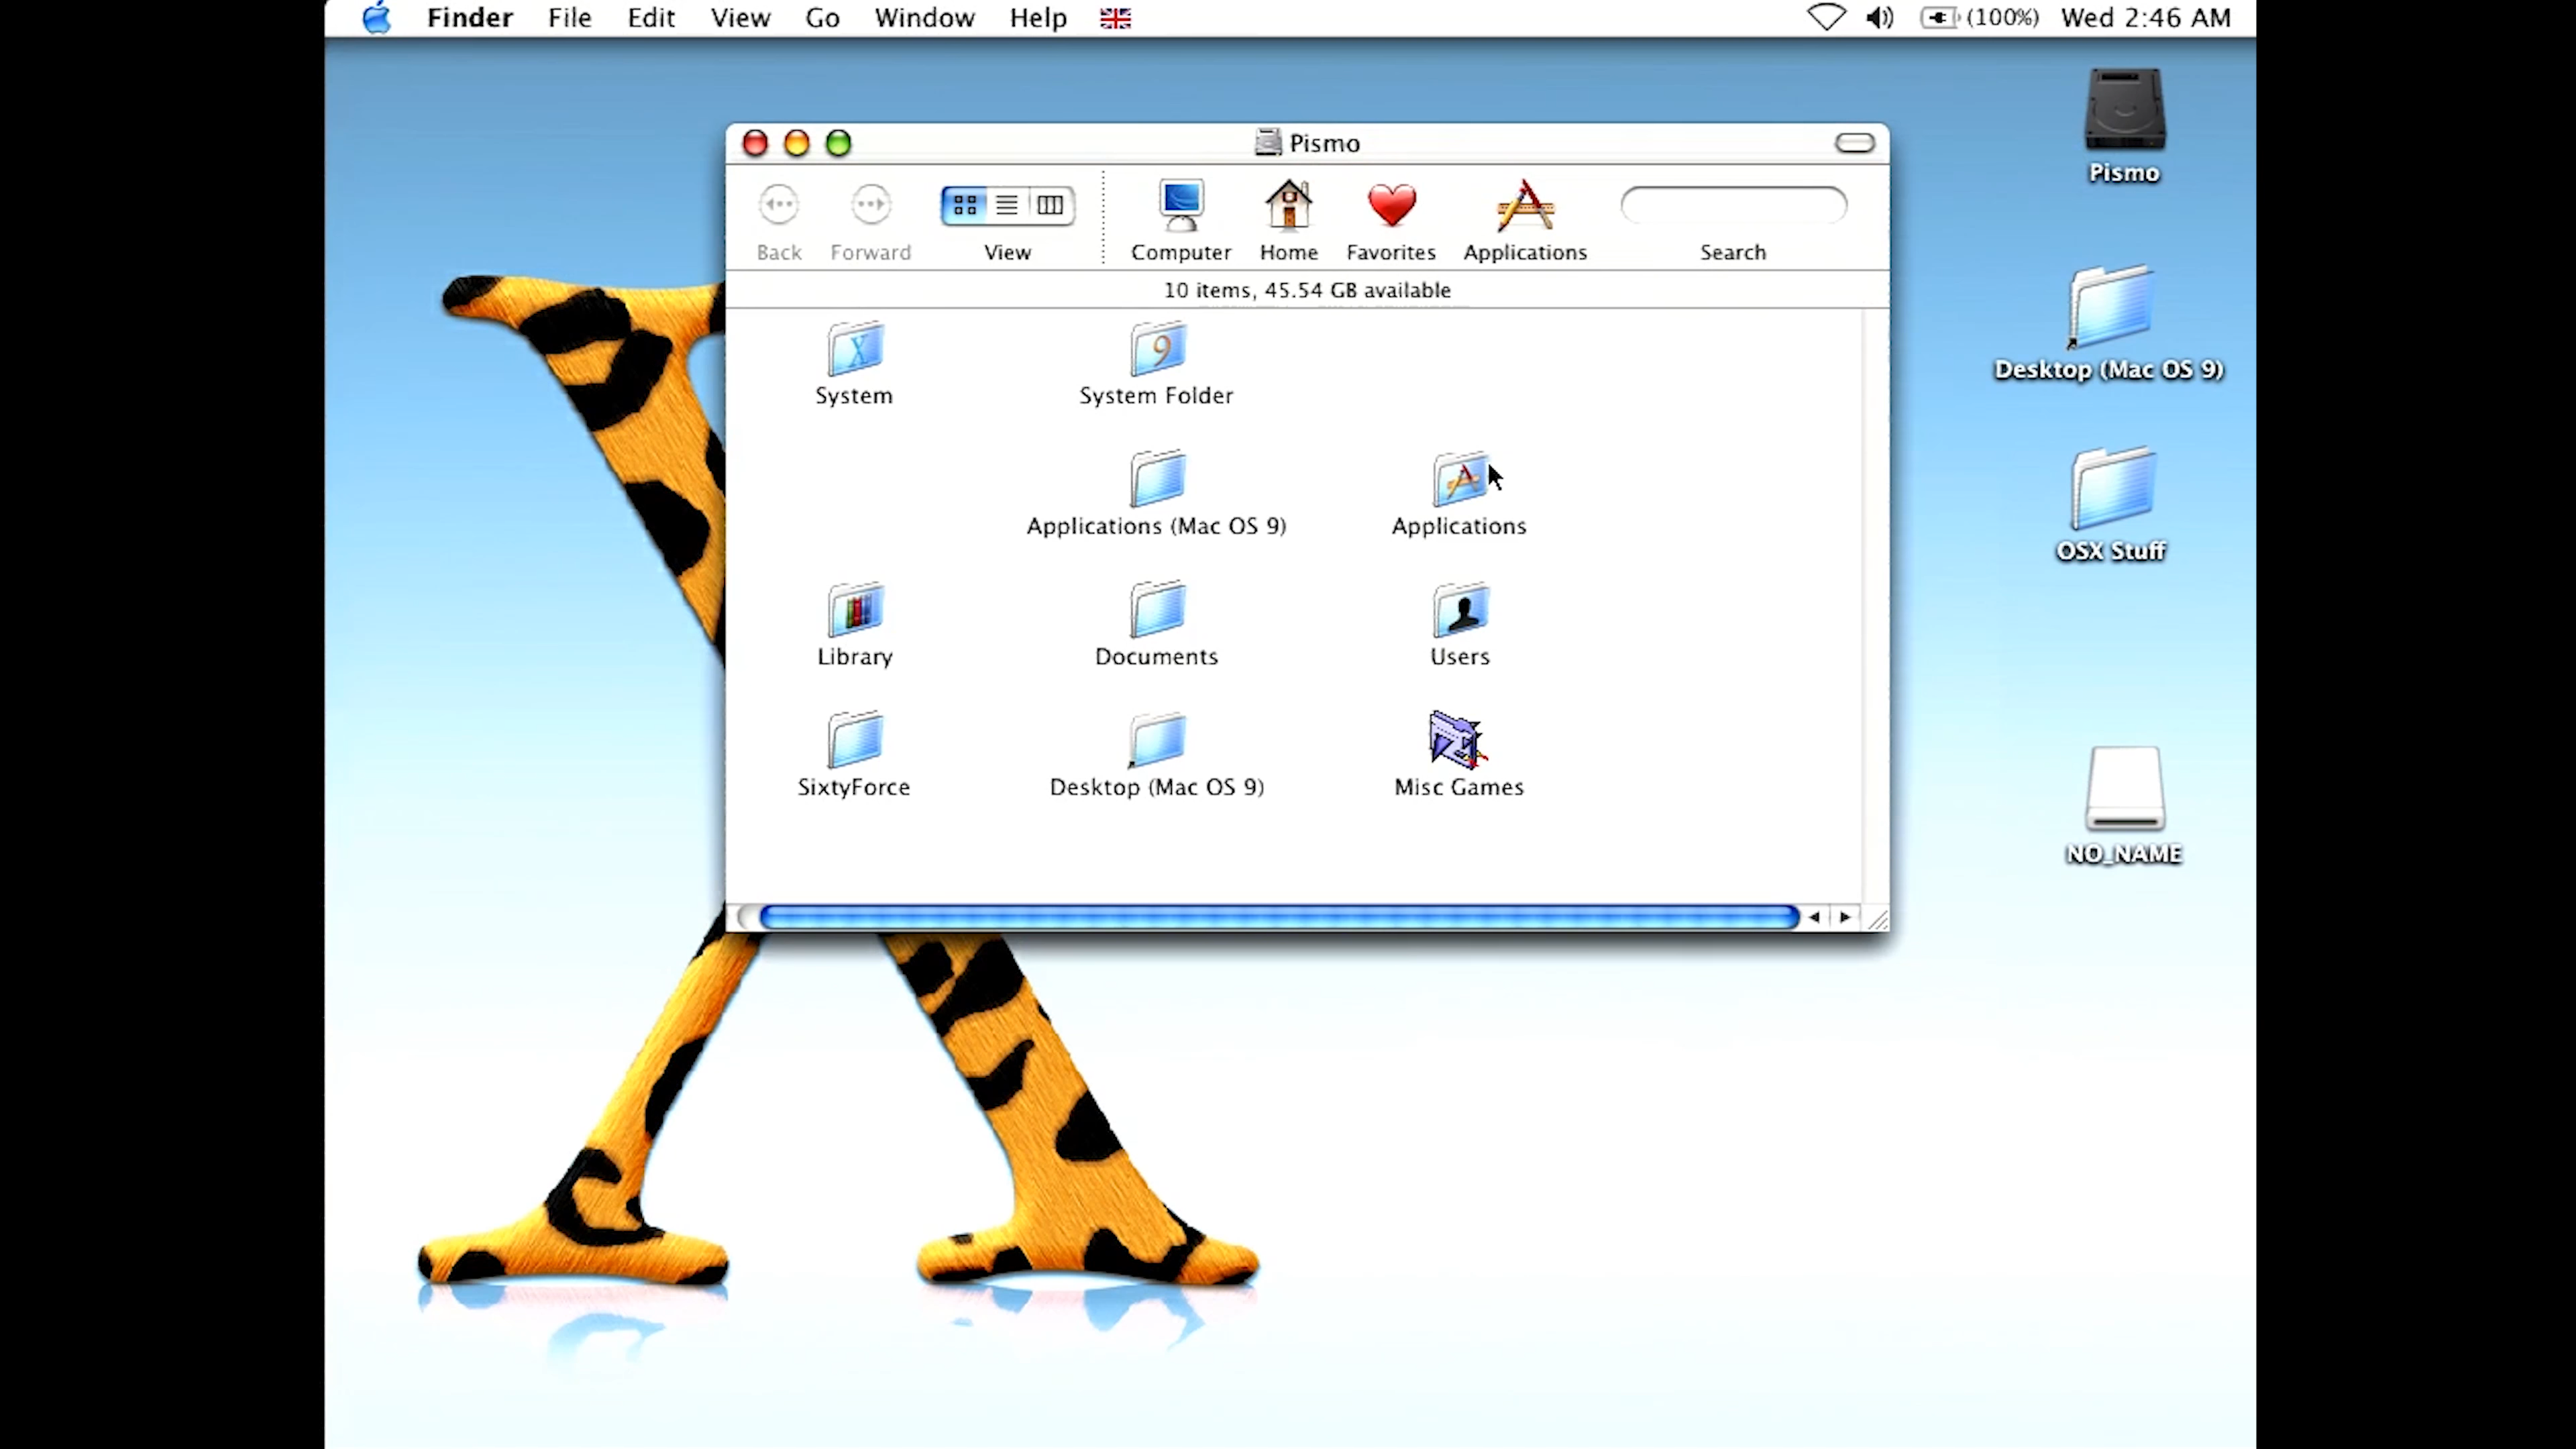 Finder File Edit View Go Window Help (100%) Wed 2:46 AM
Pismo
Back Forward View Computer Home Favorites Applications Search
10 items, 45.54 GB available
X 9
System System Folder
Applications (Mac OS 9) Applications
Library Documents Users
SixtyForce Desktop (Mac OS 9) Misc Games
Pismo
Desktop (Mac OS 9)
OSX Stuff
NO_NAME